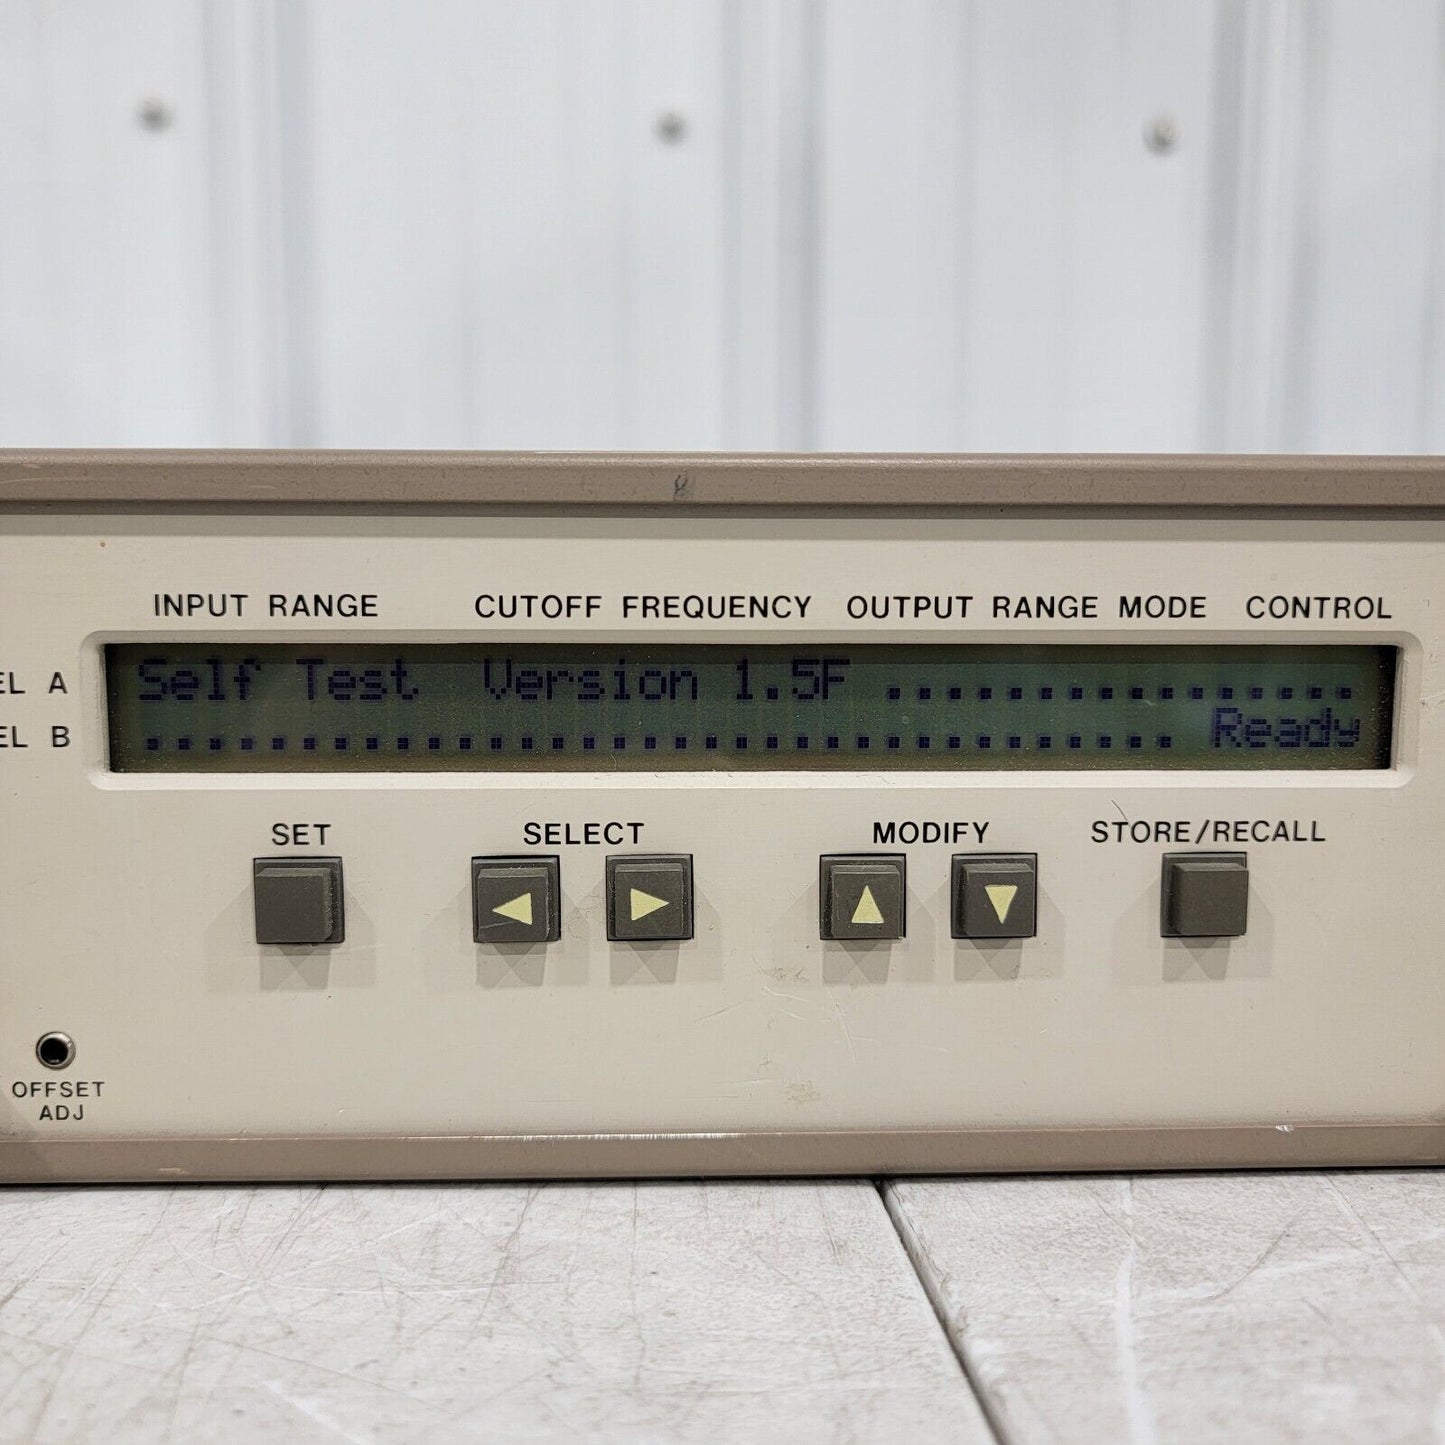 INPUT RANGE CUTOFF FREQUENCY OUTPUT RANGE MODE CONTROL
EL A
Self Test  Version 1.5F ................
EL B
.................................. Ready
SET SELECT MODIFY STORE/RECALL
OFFSET
ADJ